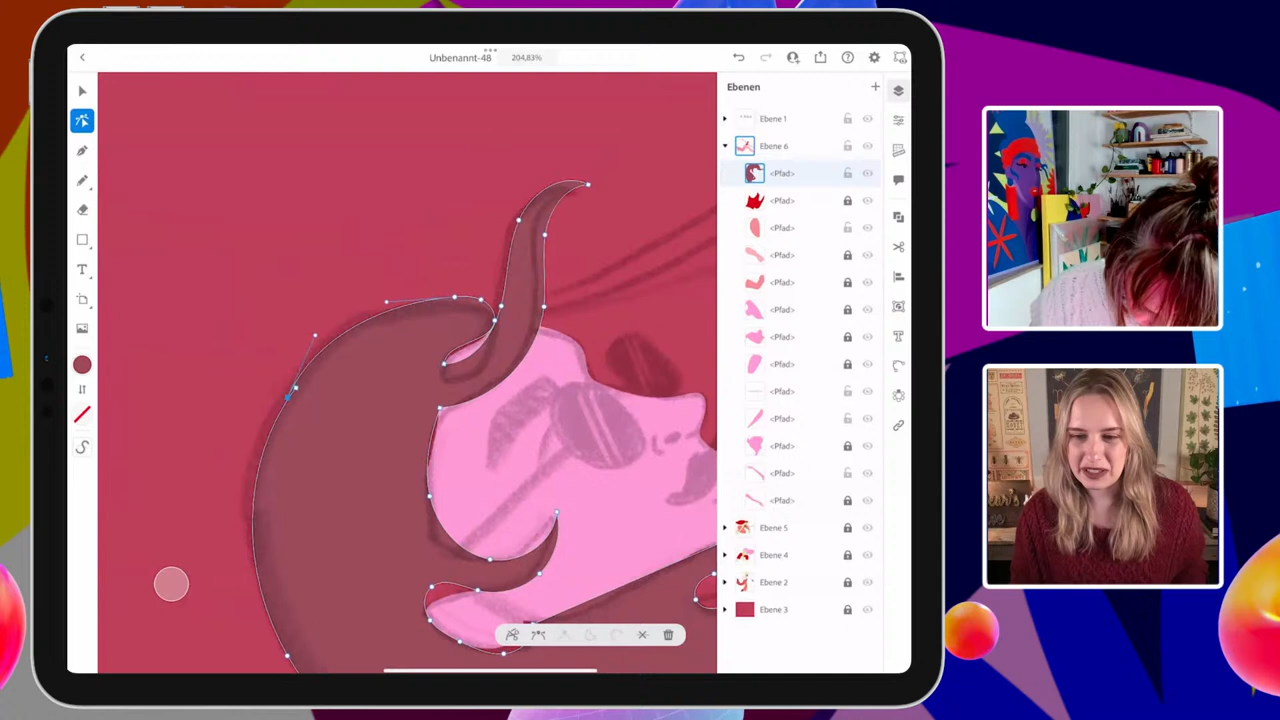 Unbenannt-48
204,83%
Ebenen
Ebene 1
Ebene 6
<Pfad>
<Pfad>
<Pfad>
<Pfad>
<Pfad>
<Pfad>
<Pfad>
<Pfad>
<Pfad>
<Pfad>
<Pfad>
<Pfad>
<Pfad>
Ebene 5
Ebene 4
Ebene 2
Ebene 3